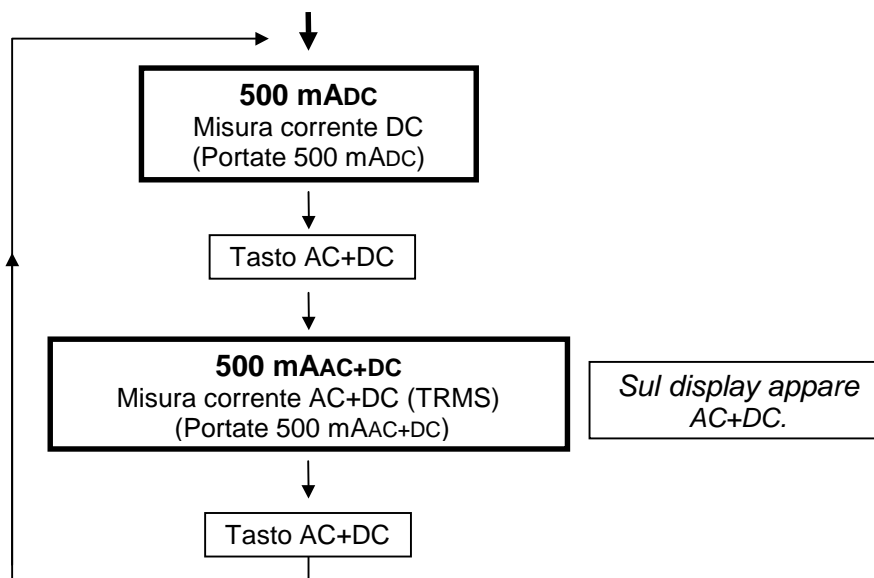 500 mADC
Misura corrente DC
(Portate 500 mADC)
Tasto AC+DC
500 mAAC+DC
Misura corrente AC+DC (TRMS)
(Portate 500 mAAC+DC)
Sul display appare
AC+DC.
Tasto AC+DC